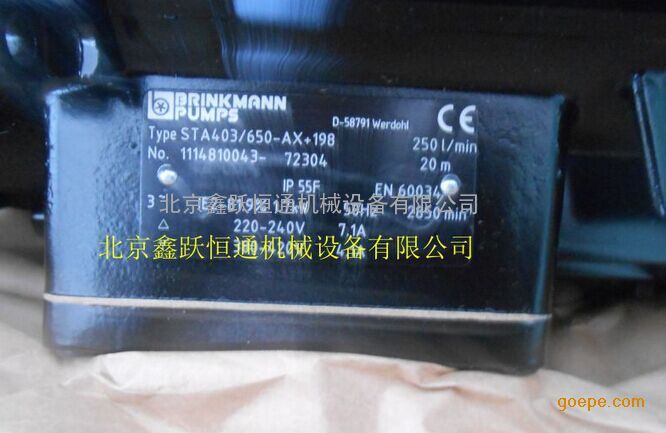 BRINKMANN
PUMPS
D-58791 Werdohl
CE
Type STA403/650-AX+198
250 l/min
No. 1114810043- 72304
20 m
IP 55F
EN 60034
北京鑫跃恒通机械设备有限公司
3
50Hz
2850 min
220-240V
7,1A
北京鑫跃恒通机械设备有限公司
goepe.com